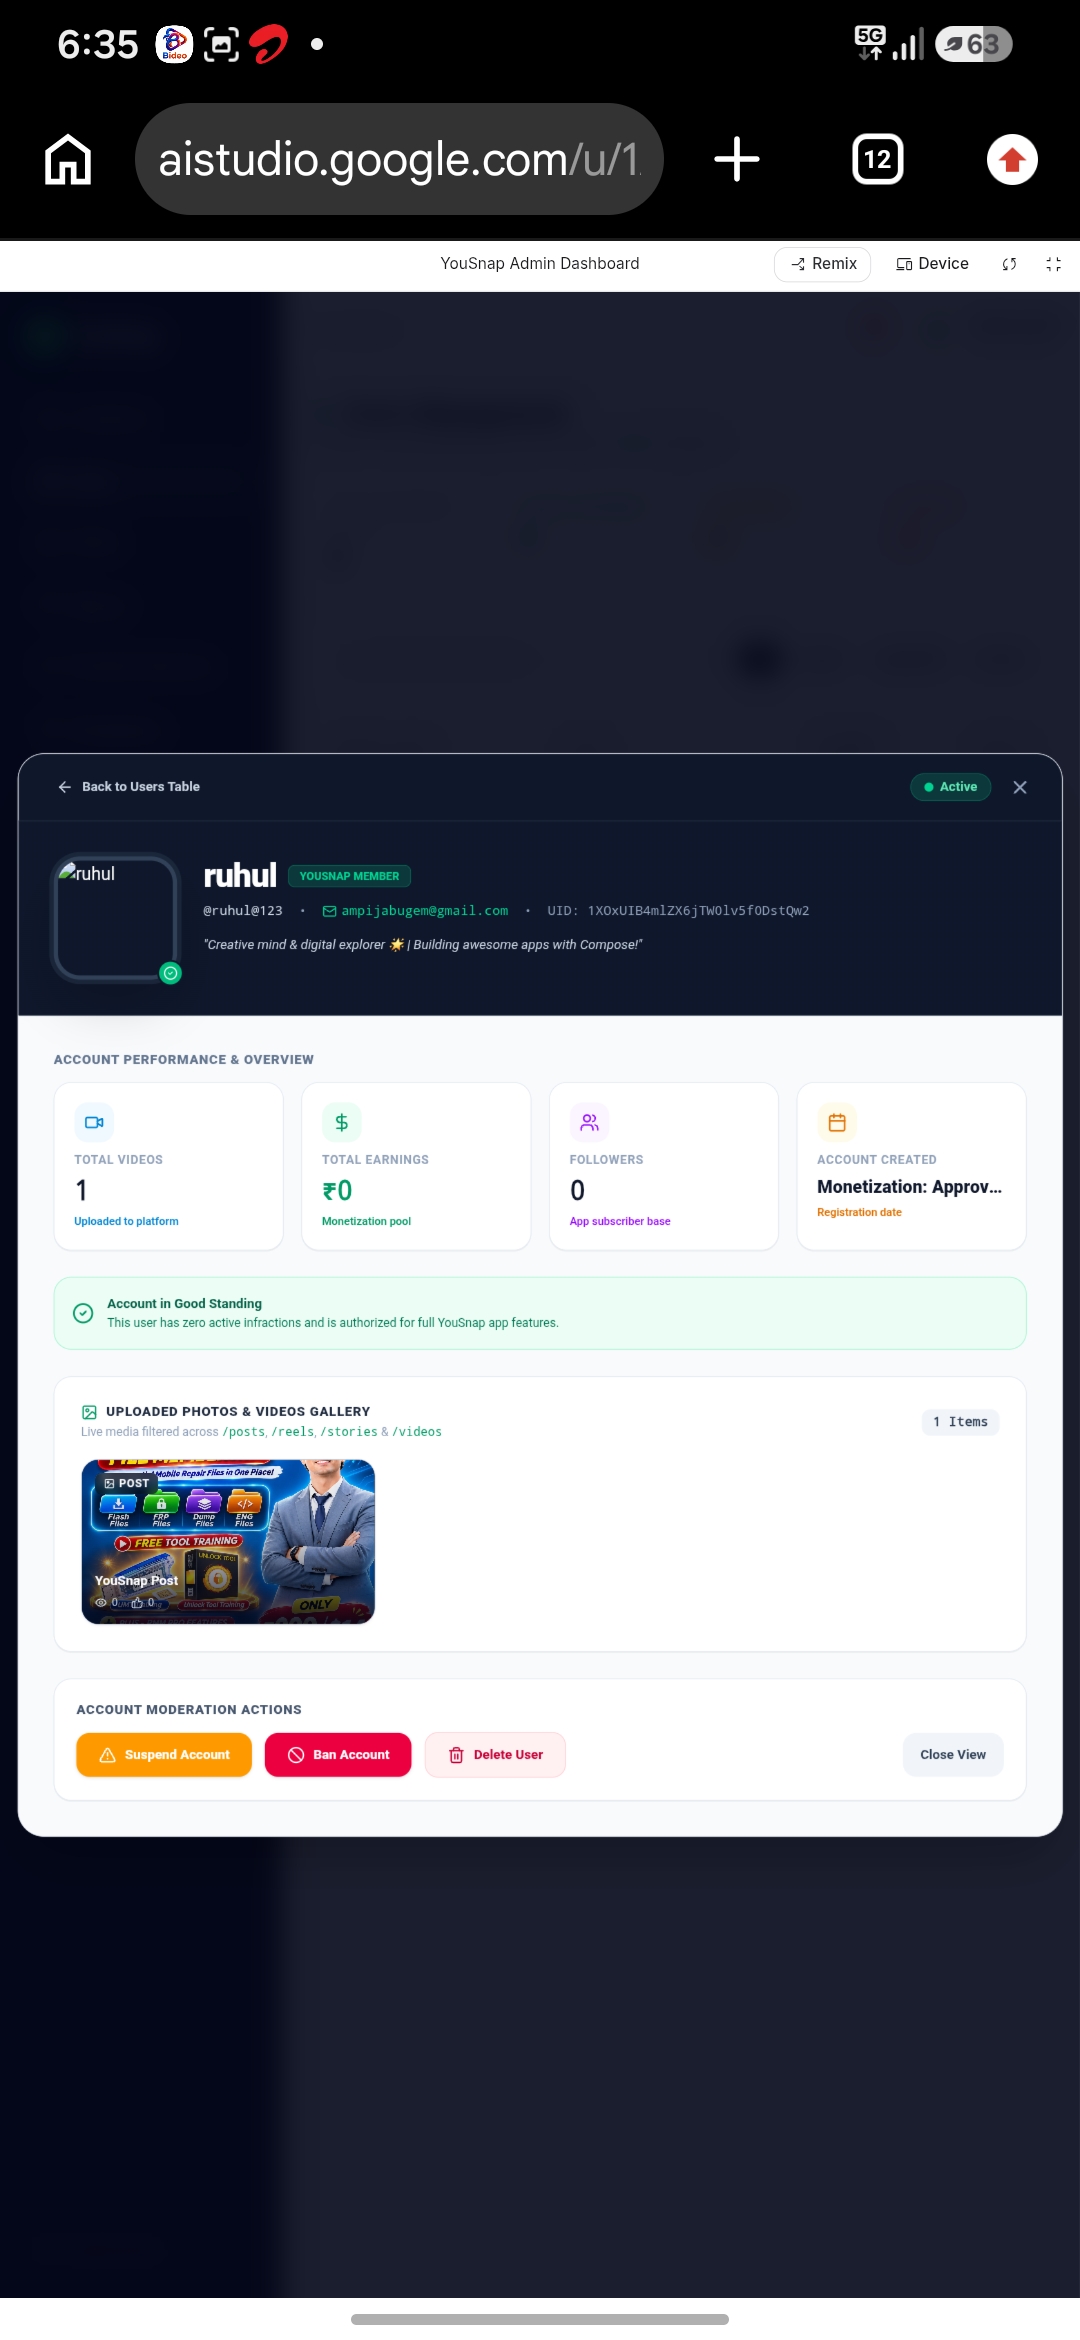 6:35
Bideo
5G
63
aistudio.google.com/u/1
12
YouSnap Admin Dashboard
Remix
Device
Back to Users Table
Active
ruhul
ruhul
YOUSNAP MEMBER
@ruhul@123 • ampijabugem@gmail.com • UID: 1XOxUIB4mlZX6jTWOlv5fODstQw2
"Creative mind & digital explorer 🌟 | Building awesome apps with Compose!"
ACCOUNT PERFORMANCE & OVERVIEW
TOTAL VIDEOS
1
Uploaded to platform
TOTAL EARNINGS
₹0
Monetization pool
FOLLOWERS
0
App subscriber base
ACCOUNT CREATED
Monetization: Approv...
Registration date
Account in Good Standing
This user has zero active infractions and is authorized for full YouSnap app features.
UPLOADED PHOTOS & VIDEOS GALLERY
Live media filtered across /posts, /reels, /stories & /videos
1 Items
Mobile Repair Files in One Place!
POST
Flash Files
FRP Files
Dump Files
ENG Files
FREE TOOL TRAINING
UNLOCK TOOL
YouSnap Post
0 0
Unlock Tool Training
ONLY
ACCOUNT MODERATION ACTIONS
Suspend Account
Ban Account
Delete User
Close View